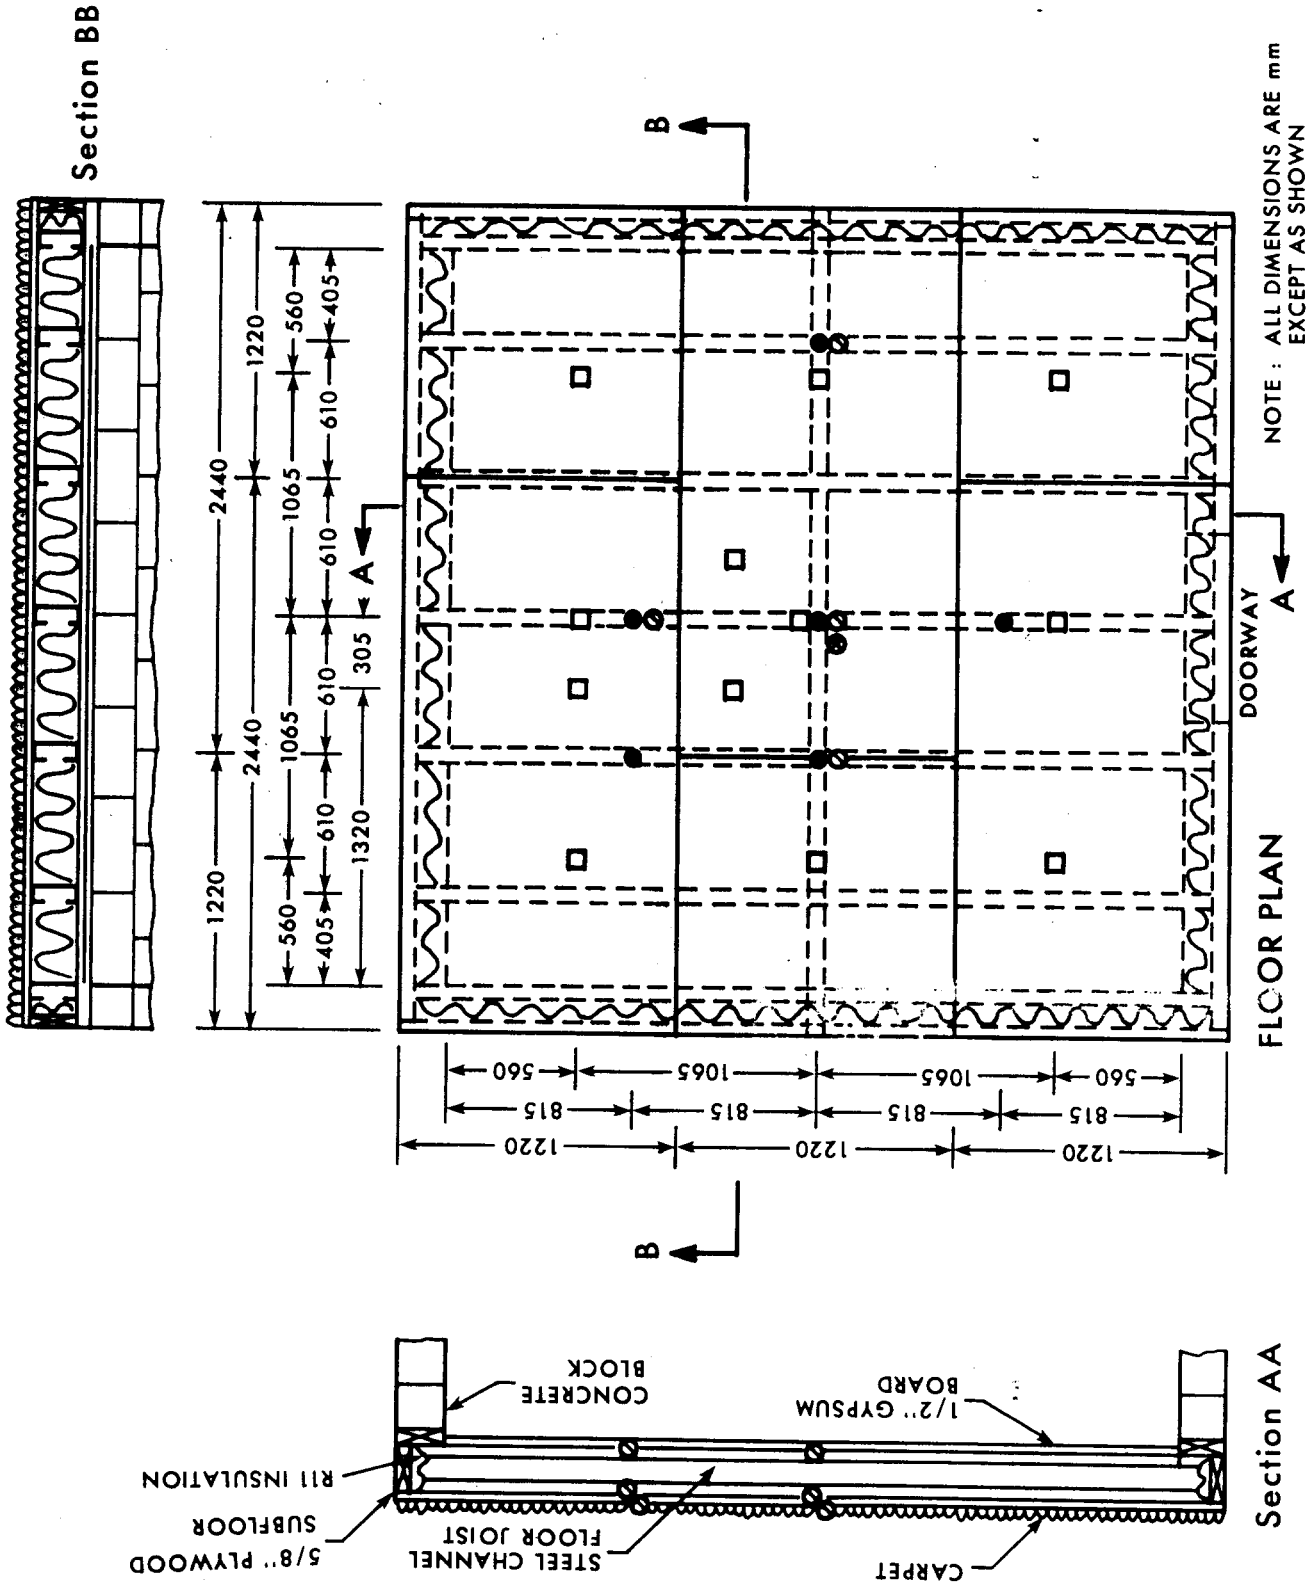 Section BB
2440
1220
1220
2440
560
1065
1065
560
405
610
610
610
610
405
1320
305
A
B
B
A
560
1065
1065
560
815
815
815
815
1220
1220
1220
DOORWAY
FLOOR PLAN
NOTE : ALL DIMENSIONS ARE mm
EXCEPT AS SHOWN
5/8" PLYWOOD
SUBFLOOR
R11 INSULATION
CONCRETE
BLOCK
STEEL CHANNEL
FLOOR JOIST
1/2" GYPSUM
BOARD
CARPET
Section AA